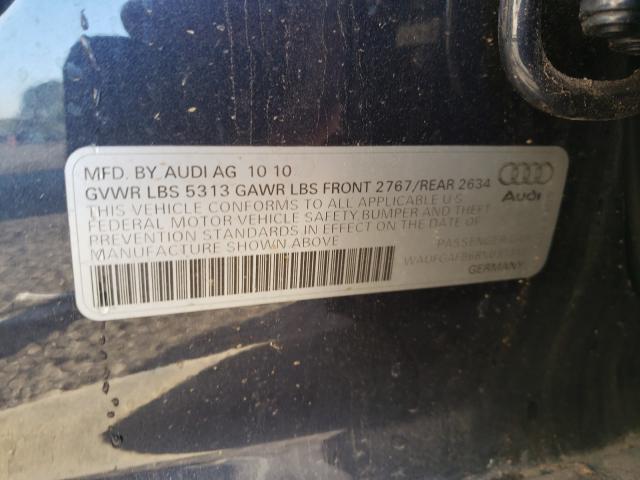 MFD. BY AUDI AG 10 10
GVWR LBS 5313 GAWR LBS FRONT 2767/REAR 2634
THIS VEHICLE CONFORMS TO ALL APPLICABLE U S
FEDERAL MOTOR VEHICLE SAFETY BUMPER AND THEFT
PREVENTION STANDARDS IN EFFECT ON THE DATE OF
MANUFACTURE SHOWN ABOVE
Audi
PASSENGER CAR
GERMANY